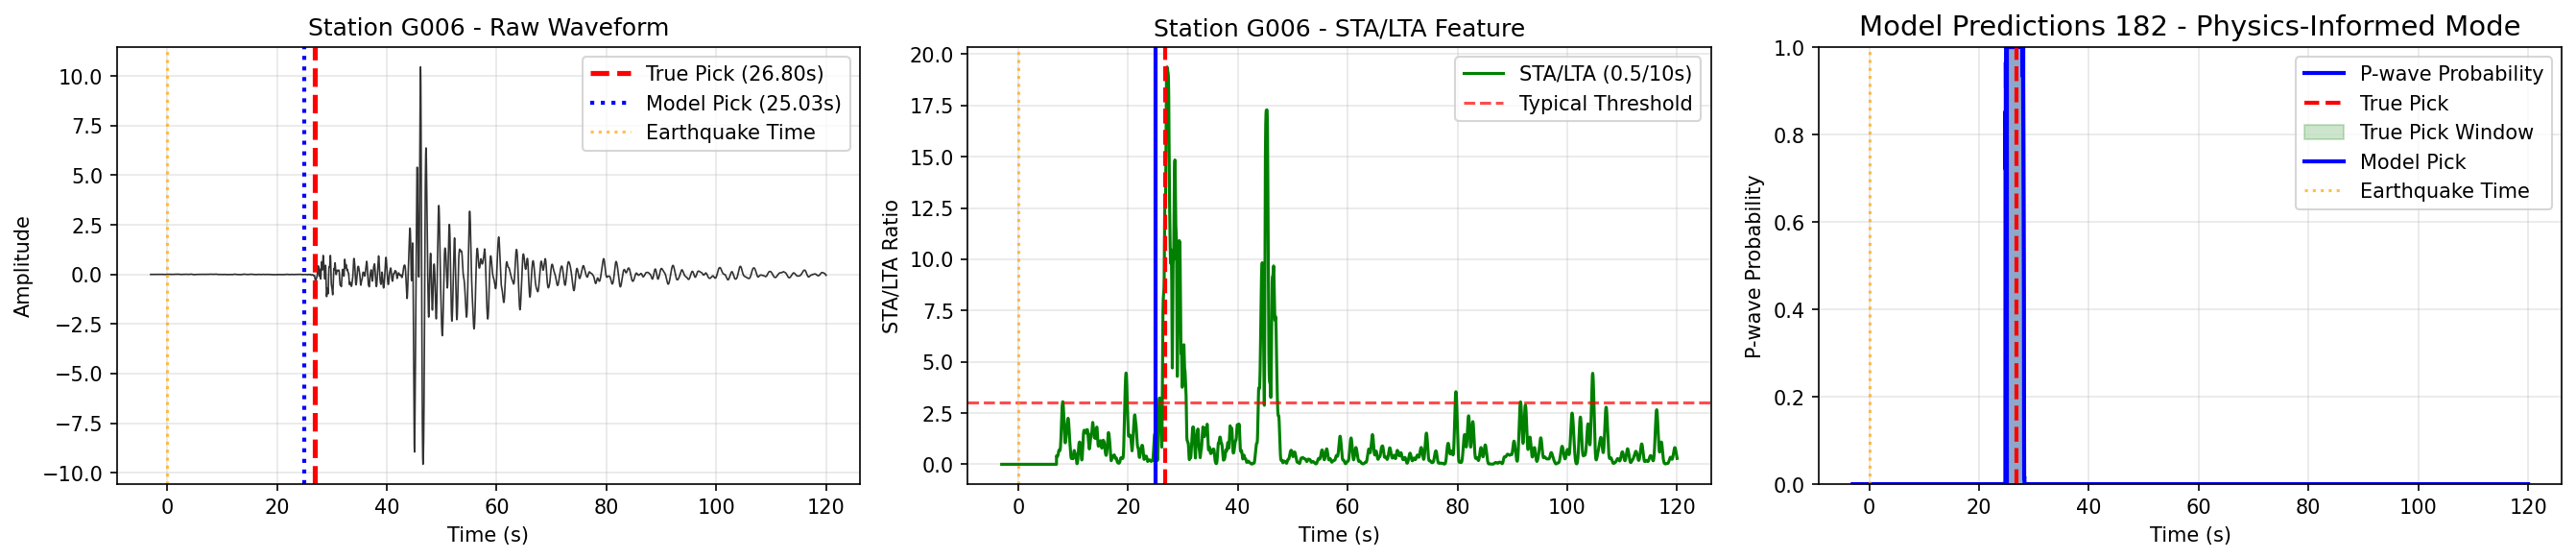 Station G006 - Raw Waveform
Amplitude
10.0
7.5
5.0
2.5
0.0
−2.5
−5.0
−7.5
−10.0
True Pick (26.80s)
Model Pick (25.03s)
Earthquake Time
0
20
40
60
80
100
120
Time (s)
Station G006 - STA/LTA Feature
STA/LTA Ratio
20.0
17.5
15.0
12.5
10.0
7.5
5.0
2.5
0.0
STA/LTA (0.5/10s)
Typical Threshold
0
20
40
60
80
100
120
Time (s)
Model Predictions 182 - Physics-Informed Mode
P-wave Probability
1.0
0.8
0.6
0.4
0.2
0.0
P-wave Probability
True Pick
True Pick Window
Model Pick
Earthquake Time
0
20
40
60
80
100
120
Time (s)